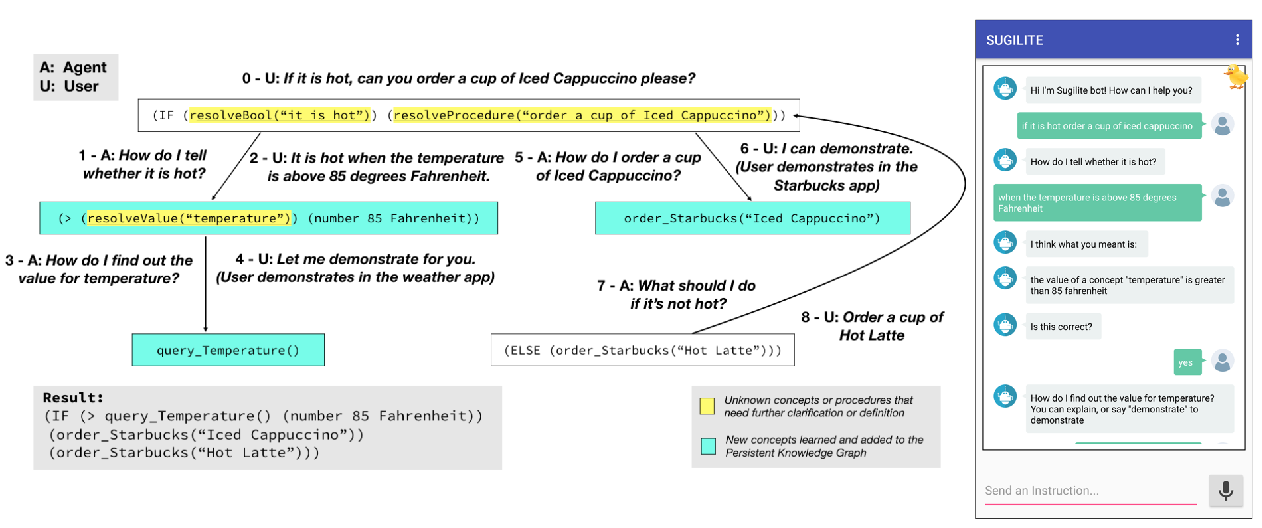 A: Agent
U: User
0 - U: If it is hot, can you order a cup of Iced Cappuccino please?
(IF (resolveBool("it is hot")) (resolveProcedure("order a cup of Iced Cappuccino")))
1 - A: How do I tell
whether it is hot?
2 - U: It is hot when the temperature
is above 85 degrees Fahrenheit.
5 - A: How do I order a cup
of Iced Cappuccino?
6 - U: I can demonstrate.
(User demonstrates in the
Starbucks app)
(> (resolveValue("temperature")) (number 85 Fahrenheit))
order_Starbucks("Iced Cappuccino")
3 - A: How do I find out the
value for temperature?
4 - U: Let me demonstrate for you.
(User demonstrates in the weather app)
7 - A: What should I do
if it's not hot?
8 - U: Order a cup of
Hot Latte
query_Temperature()
(ELSE (order_Starbucks("Hot Latte")))
Result:
(IF (> query_Temperature() (number 85 Fahrenheit))
(order_Starbucks("Iced Cappuccino"))
(order_Starbucks("Hot Latte")))
Unknown concepts or procedures that
need further clarification or definition
New concepts learned and added to the
Persistent Knowledge Graph
SUGILITE
Hi I'm Sugilite bot! How can I help you?
if it is hot order a cup of iced cappuccino
How do I tell whether it is hot?
when the temperature is above 85 degrees
Fahrenheit
I think what you meant is:
the value of a concept "temperature" is greater
than 85 fahrenheit
Is this correct?
yes
How do I find out the value for temperature?
You can explain, or say "demonstrate" to
demonstrate
Send an Instruction...